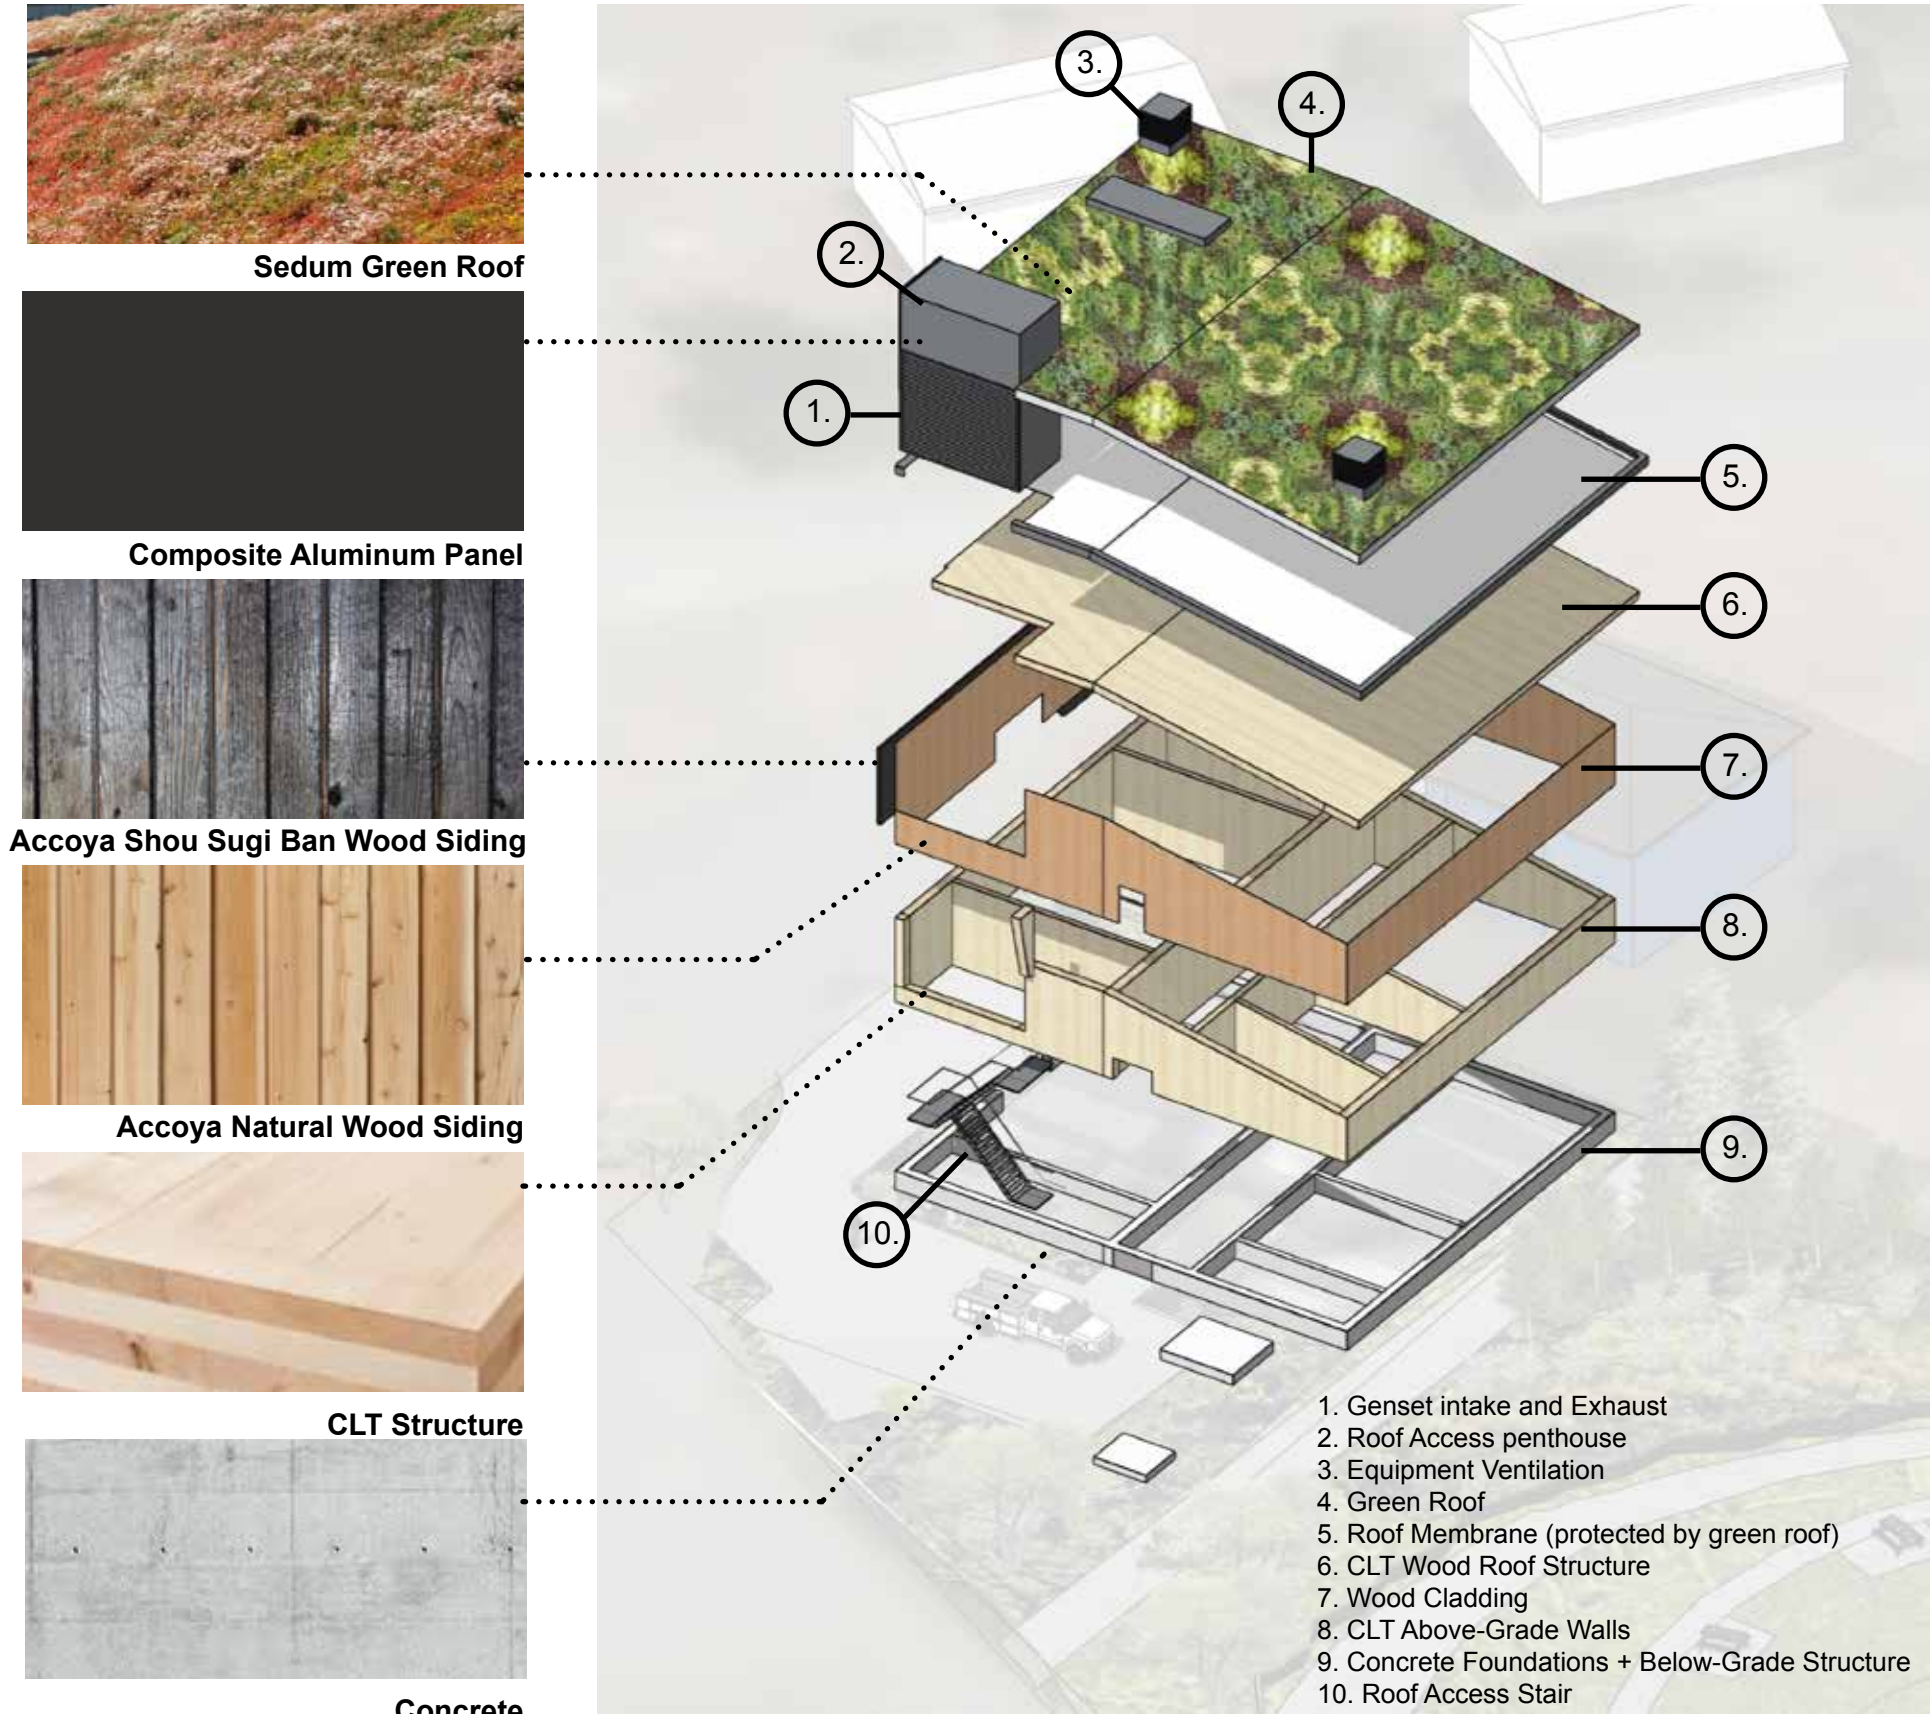 Sedum Green Roof
Composite Aluminum Panel
Accoya Shou Sugi Ban Wood Siding
Accoya Natural Wood Siding
CLT Structure
Concrete
3.
4.
2.
1.
5.
6.
7.
8.
9.
10.
1. Genset intake and Exhaust
2. Roof Access penthouse
3. Equipment Ventilation
4. Green Roof
5. Roof Membrane (protected by green roof)
6. CLT Wood Roof Structure
7. Wood Cladding
8. CLT Above-Grade Walls
9. Concrete Foundations + Below-Grade Structure
10. Roof Access Stair